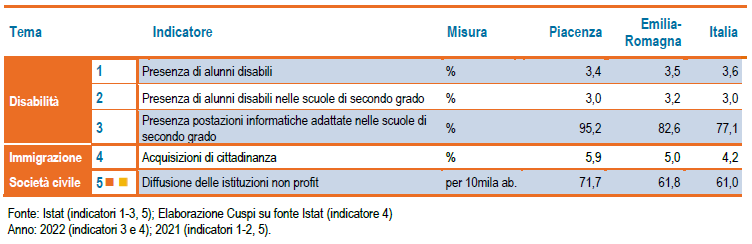 Tema Indicatore Misura Piacenza Emilia-Romagna Italia
Disabilità
1 Presenza di alunni disabili % 3,4 3,5 3,6
2 Presenza di alunni disabili nelle scuole di secondo grado % 3,0 3,2 3,0
3 Presenza postazioni informatiche adattate nelle scuole di
secondo grado % 95,2 82,6 77,1
Immigrazione 4 Acquisizioni di cittadinanza % 5,9 5,0 4,2
Società civile 5 Diffusione delle istituzioni non profit per 10mila ab. 71,7 61,8 61,0
Fonte: Istat (indicatori 1-3, 5); Elaborazione Cuspi su fonte Istat (indicatore 4)
Anno: 2022 (indicatori 3 e 4); 2021 (indicatori 1-2, 5).